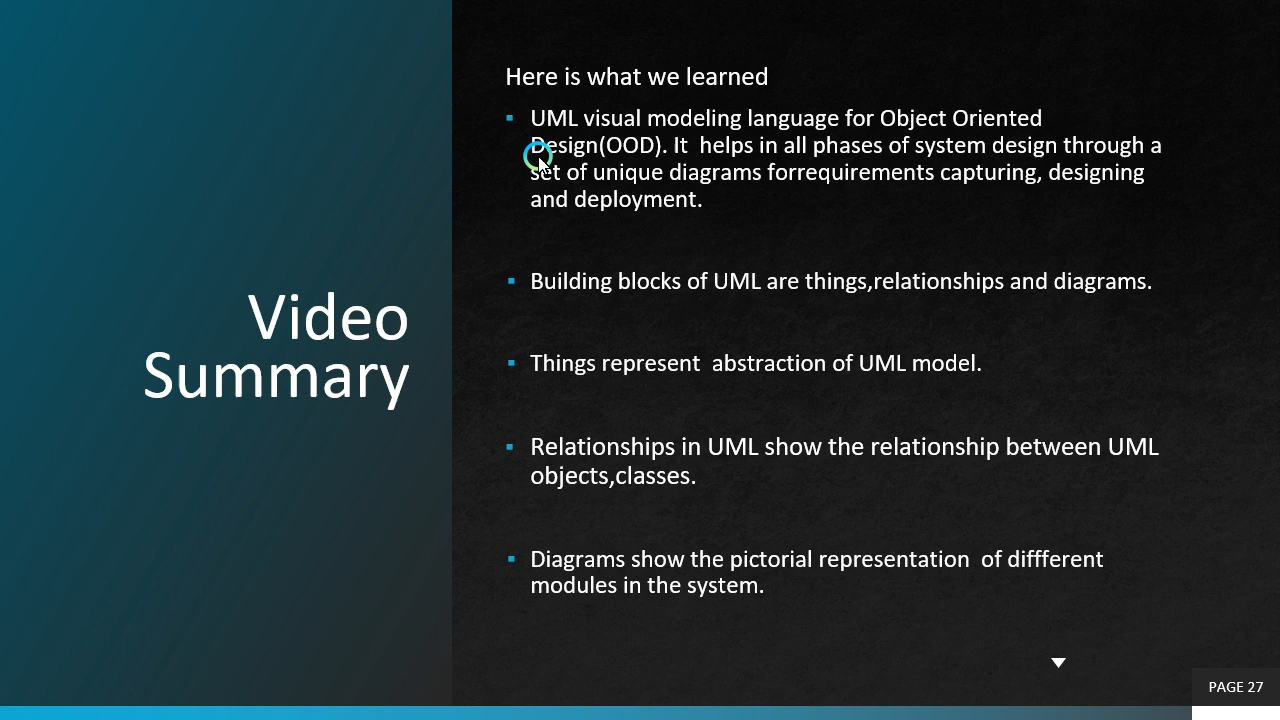 Video
Summary
Here is what we learned
▪ UML visual modeling language for Object Oriented
Design(OOD). It  helps in all phases of system design through a
set of unique diagrams forrequirements capturing, designing
and deployment.
▪ Building blocks of UML are things,relationships and diagrams.
▪ Things represent  abstraction of UML model.
▪ Relationships in UML show the relationship between UML
objects,classes.
▪ Diagrams show the pictorial representation  of diffferent
modules in the system.
PAGE 27